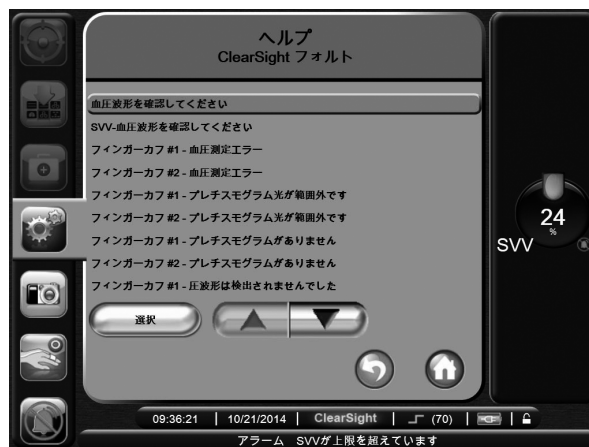 ヘルプ
ClearSight フォルト
血圧波形を確認してください
SVV-血圧波形を確認してください
フィンガーカフ #1 - 血圧測定エラー
フィンガーカフ #2 - 血圧測定エラー
フィンガーカフ #1 - プレチスモグラム光が範囲外です
フィンガーカフ #2 - プレチスモグラム光が範囲外です
フィンガーカフ #1 - プレチスモグラムがありません
フィンガーカフ #2 - プレチスモグラムがありません
フィンガーカフ #1 - 圧波形は検出されませんでした
選択
24
%
SVV
09:36:21 | 10/21/2014 | ClearSight | (70)
アラーム SVVが上限を超えています